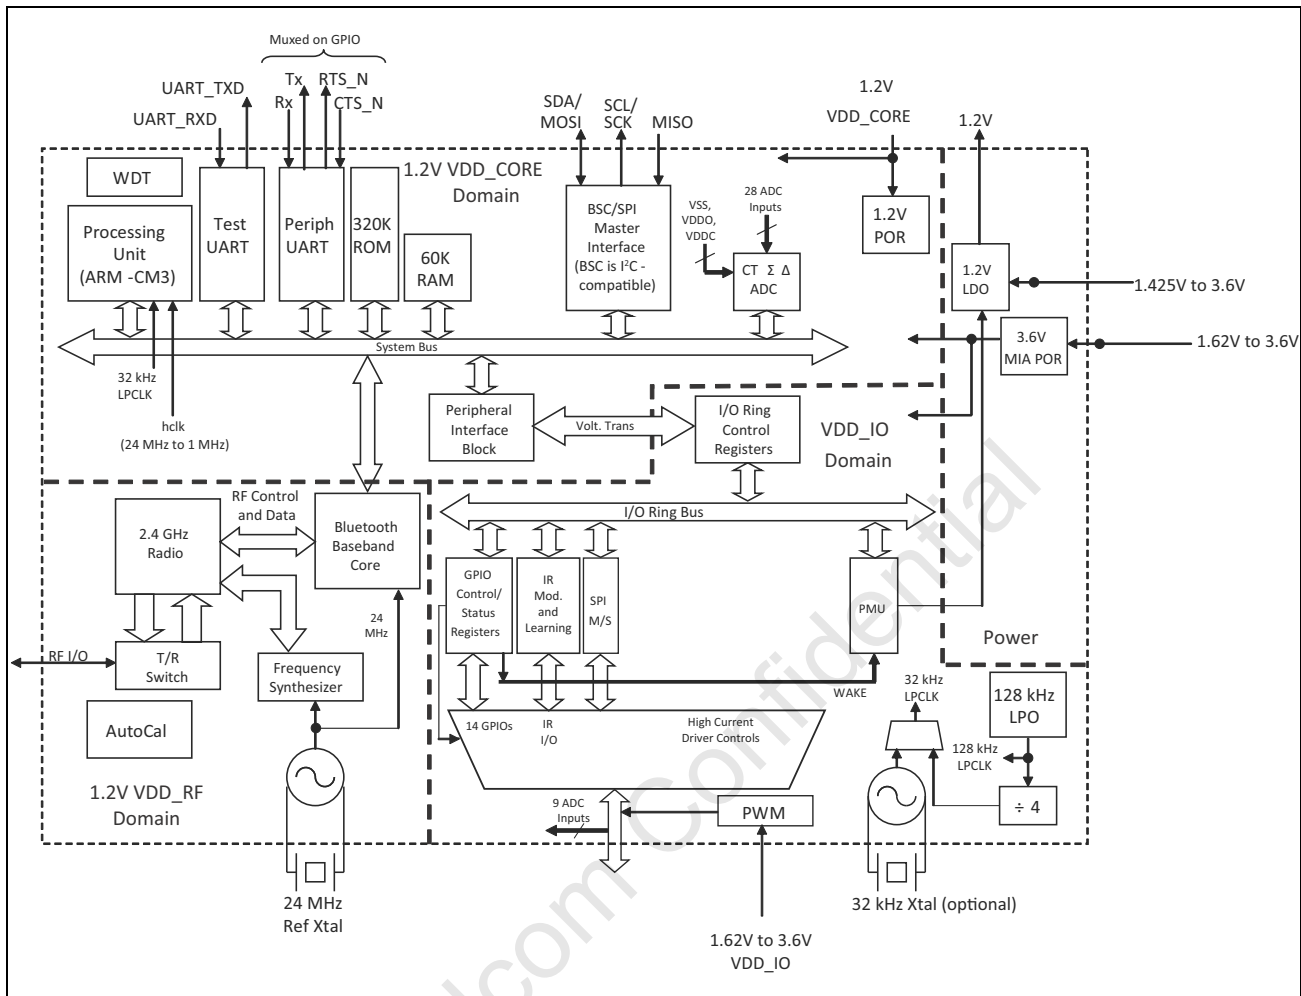 Muxed on GPIO
UART_TXD
Tx
RTS_N
Rx
CTS_N
UART_RXD
SDA/
MOSI
SCL/
SCK
MISO
1.2V
VDD_CORE
1.2V
WDT
1.2V VDD_CORE
Domain
Processing
Unit
(ARM -CM3)
Test
UART
Periph
UART
320K
ROM
60K
RAM
BSC/SPI
Master
Interface
(BSC is I²C -
compatible)
VSS,
VDDO,
VDDC
28 ADC
Inputs
CT Σ Δ
ADC
1.2V
POR
1.2V
LDO
1.425V to 3.6V
3.6V
MIA POR
1.62V to 3.6V
System Bus
32 kHz
LPCLK
hclk
(24 MHz to 1 MHz)
Peripheral
Interface
Block
Volt. Trans
I/O Ring
Control
Registers
VDD_IO
Domain
RF Control
and Data
2.4 GHz
Radio
Bluetooth
Baseband
Core
I/O Ring Bus
GPIO
Control/
Status
Registers
IR
Mod.
and
Learning
SPI
M/S
PMU
24
MHz
Power
RF I/O
T/R
Switch
Frequency
Synthesizer
WAKE
32 kHz
LPCLK
128 kHz
LPO
AutoCal
14 GPIOs
IR
I/O
High Current
Driver Controls
128 kHz
LPCLK
1.2V VDD_RF
Domain
9 ADC
Inputs
PWM
÷ 4
24 MHz
Ref Xtal
32 kHz Xtal (optional)
1.62V to 3.6V
VDD_IO
dcom Confidential